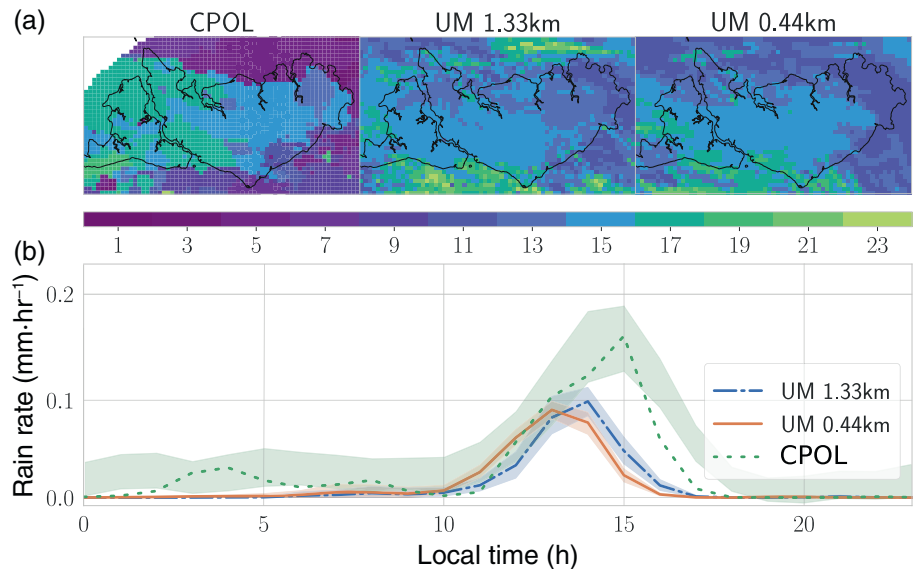 (a) CPOL UM 1.33km UM 0.44km
1 3 5 7 9 11 13 15 17 19 21 23
(b)
0.2
0.1
0.0
Rain rate (mm·hr⁻¹)
UM 1.33km
UM 0.44km
CPOL
0 5 10 15 20
Local time (h)